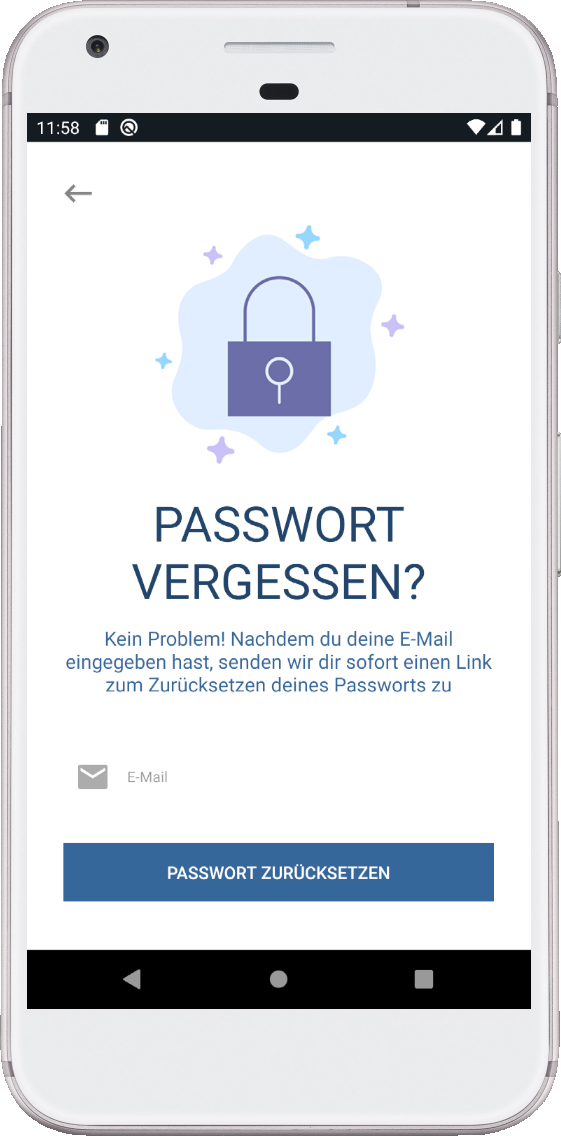 11:58
PASSWORT
VERGESSEN?
Kein Problem! Nachdem du deine E-Mail
eingegeben hast, senden wir dir sofort einen Link
zum Zurücksetzen deines Passworts zu
E-Mail
PASSWORT ZURÜCKSETZEN